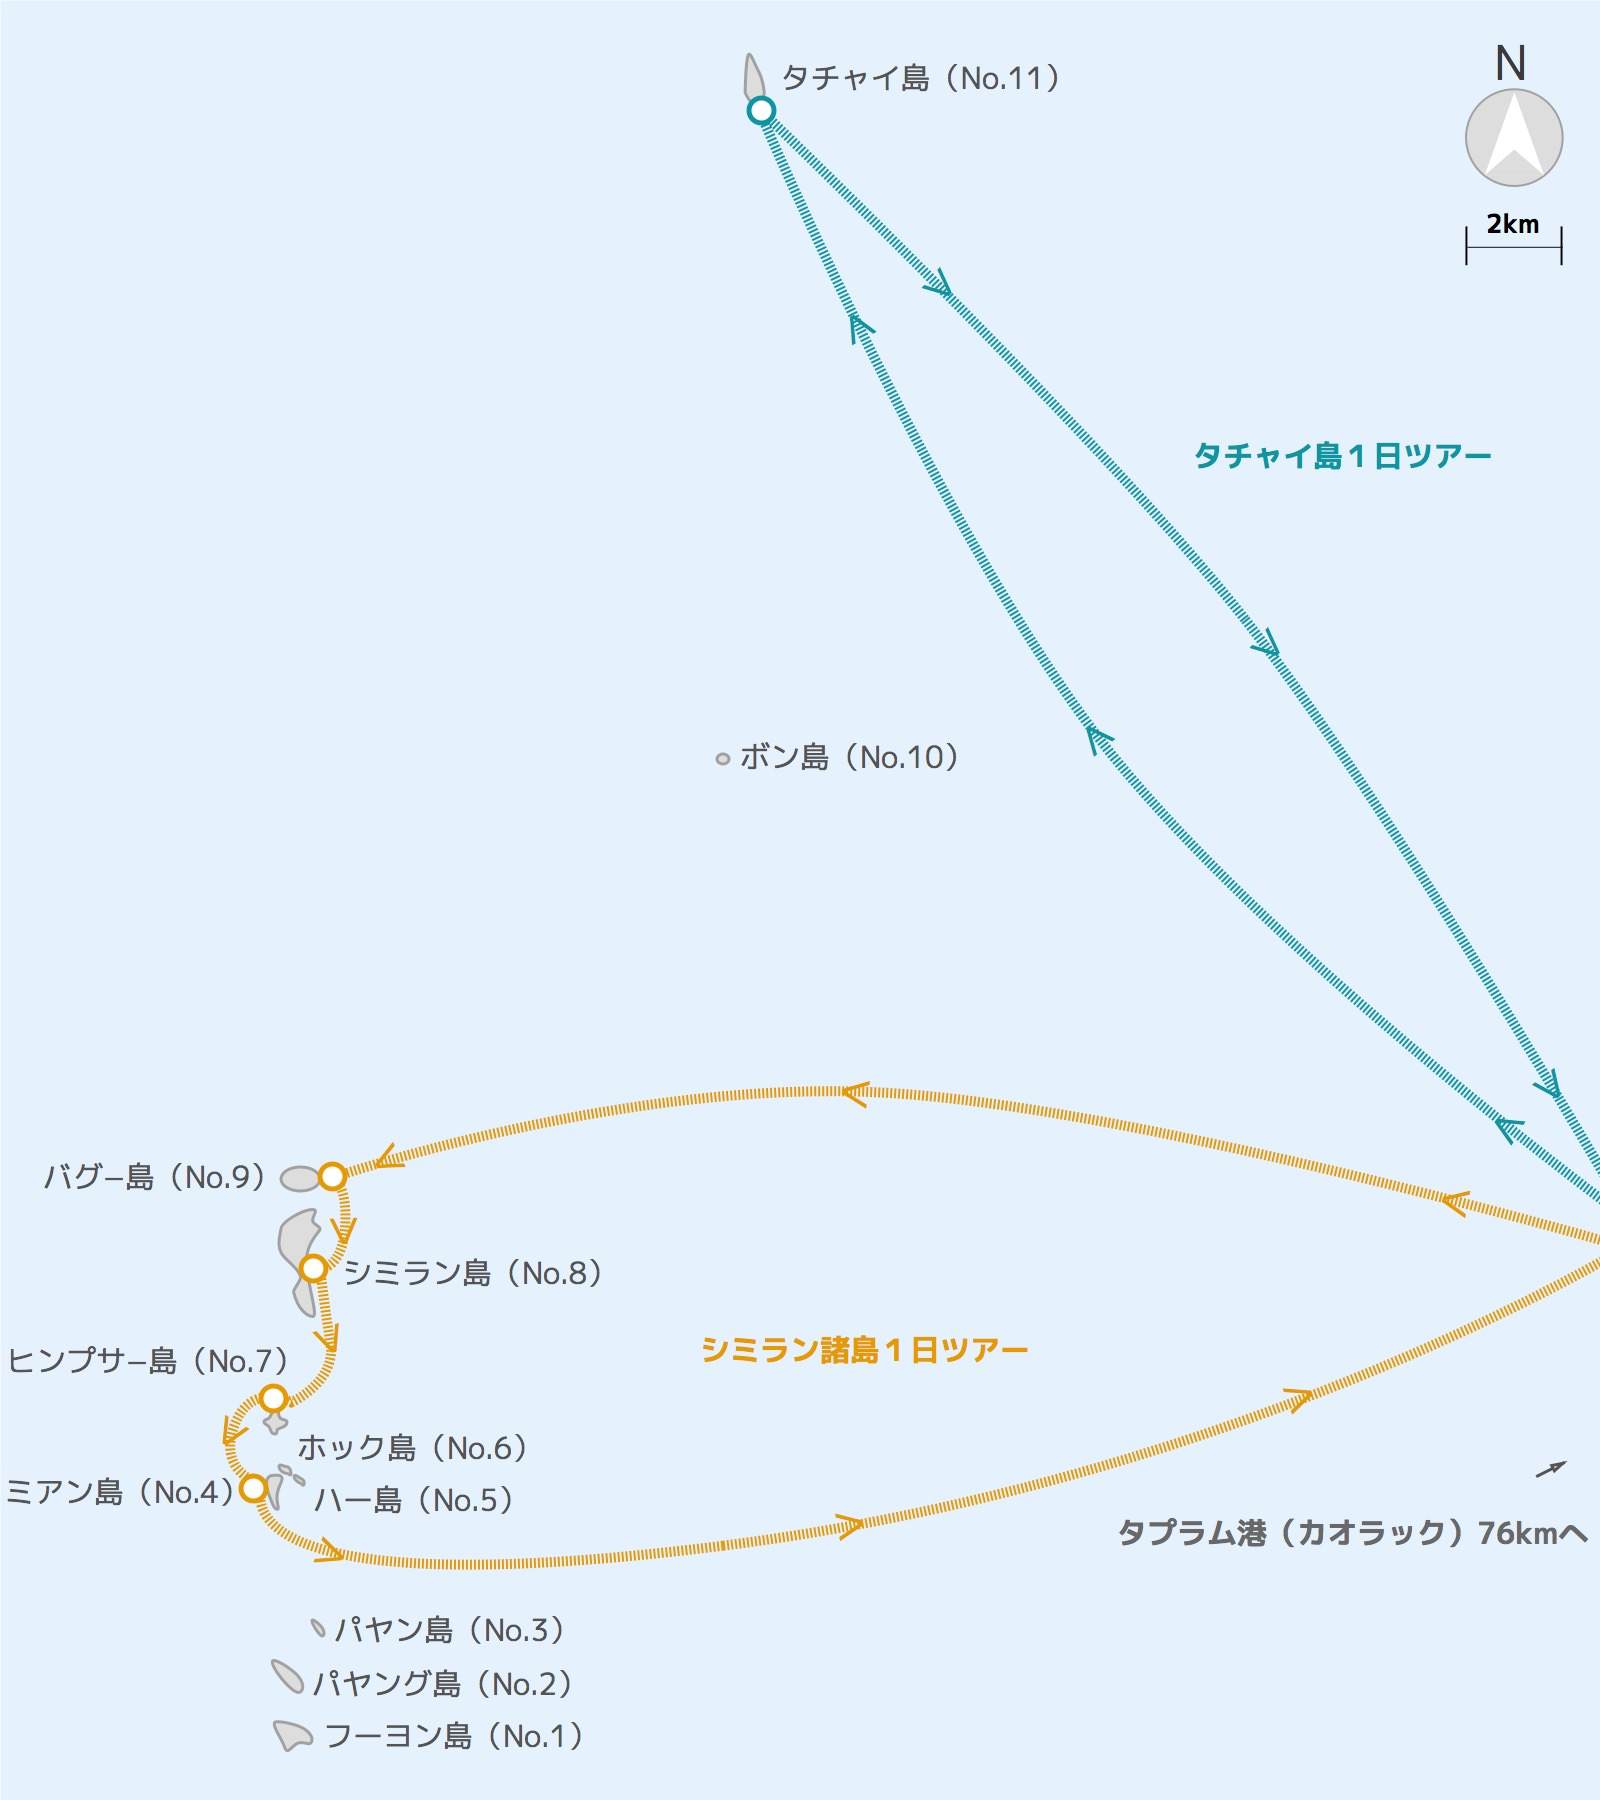 N
タチャイ島（No.11）
2km
タチャイ島１日ツアー
ボン島（No.10）
バグ–島（No.9）
シミラン島（No.8）
シミラン諸島１日ツアー
ヒンプサ–島（No.7）
ホック島（No.6）
ミアン島（No.4）
ハー島（No.5）
タプラム港（カオラック）76kmへ
パヤン島（No.3）
パヤング島（No.2）
フーヨン島（No.1）